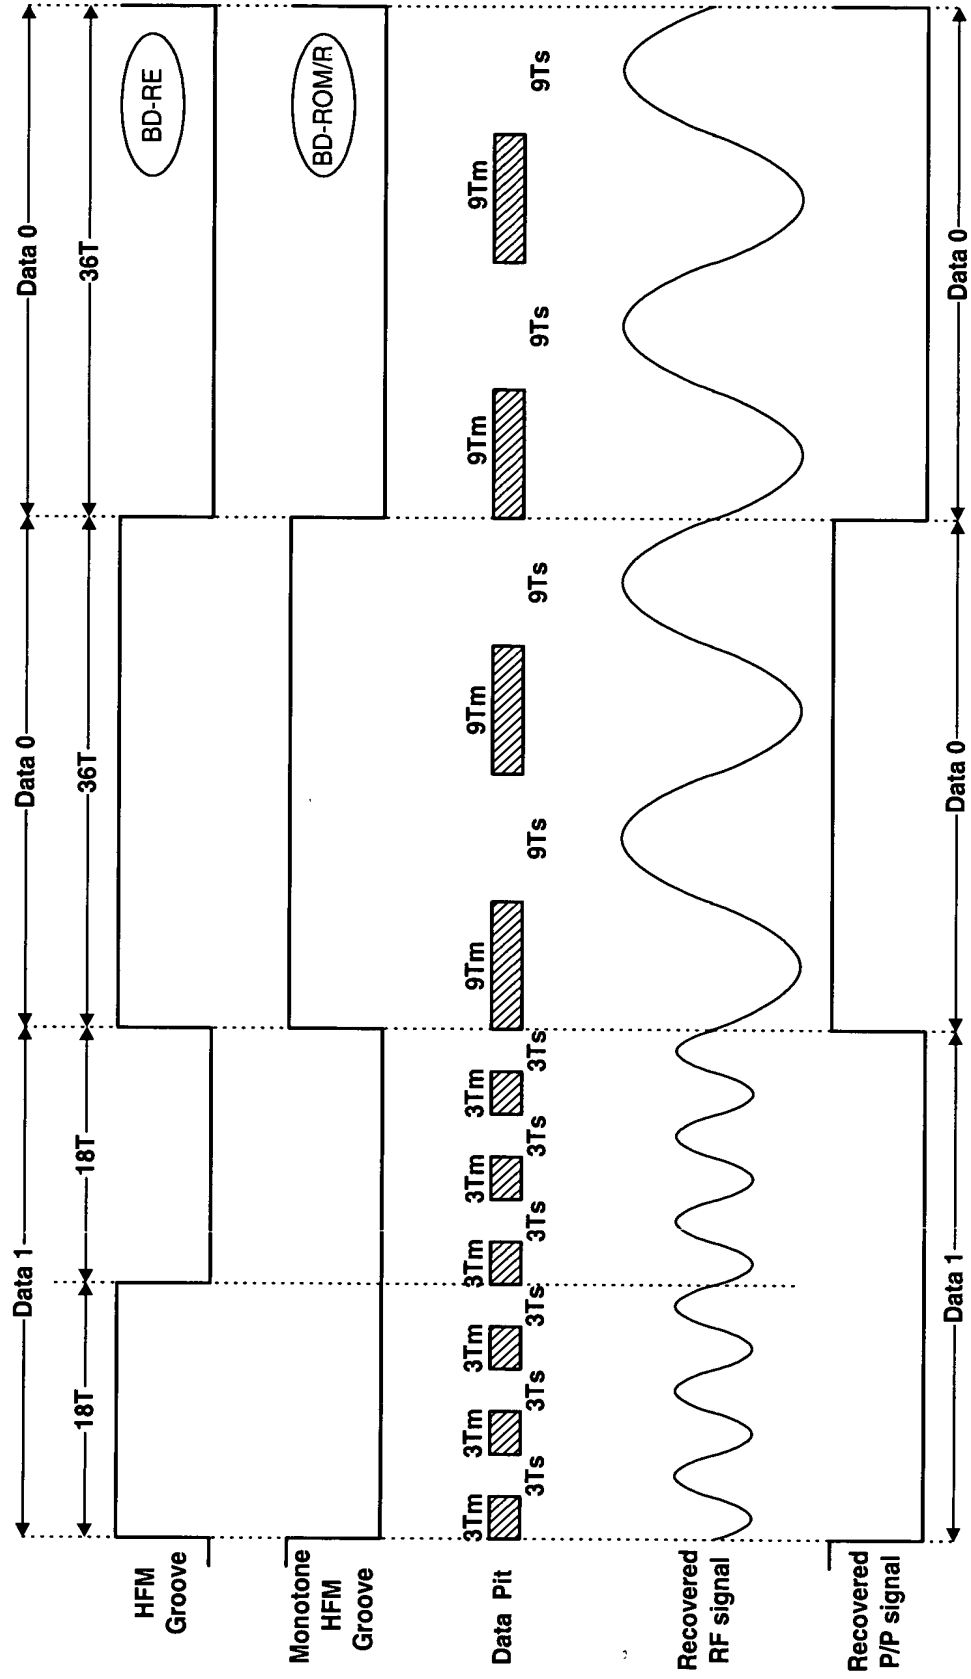 Data 1
Data 0
Data 0
18T
18T
36T
36T
HFM
Groove
BD-RE
Monotone
HFM
Groove
BD-ROM/R
Data Pit
3Tm
3Ts
3Tm
3Ts
3Tm
3Ts
3Tm
3Ts
3Tm
3Ts
3Tm
3Ts
9Tm
9Ts
9Tm
9Ts
9Tm
9Ts
9Tm
9Ts
Recovered
RF signal
Recovered
P/P signal
Data 1
Data 0
Data 0